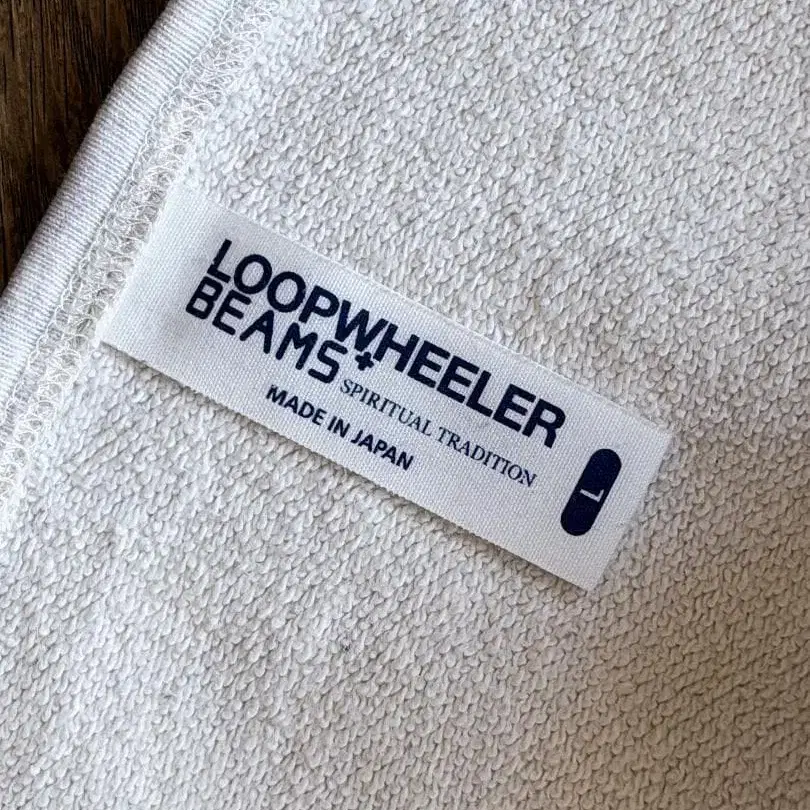 LOOPWHEELER
BEAMS+
SPIRITUAL TRADITION
MADE IN JAPAN
L